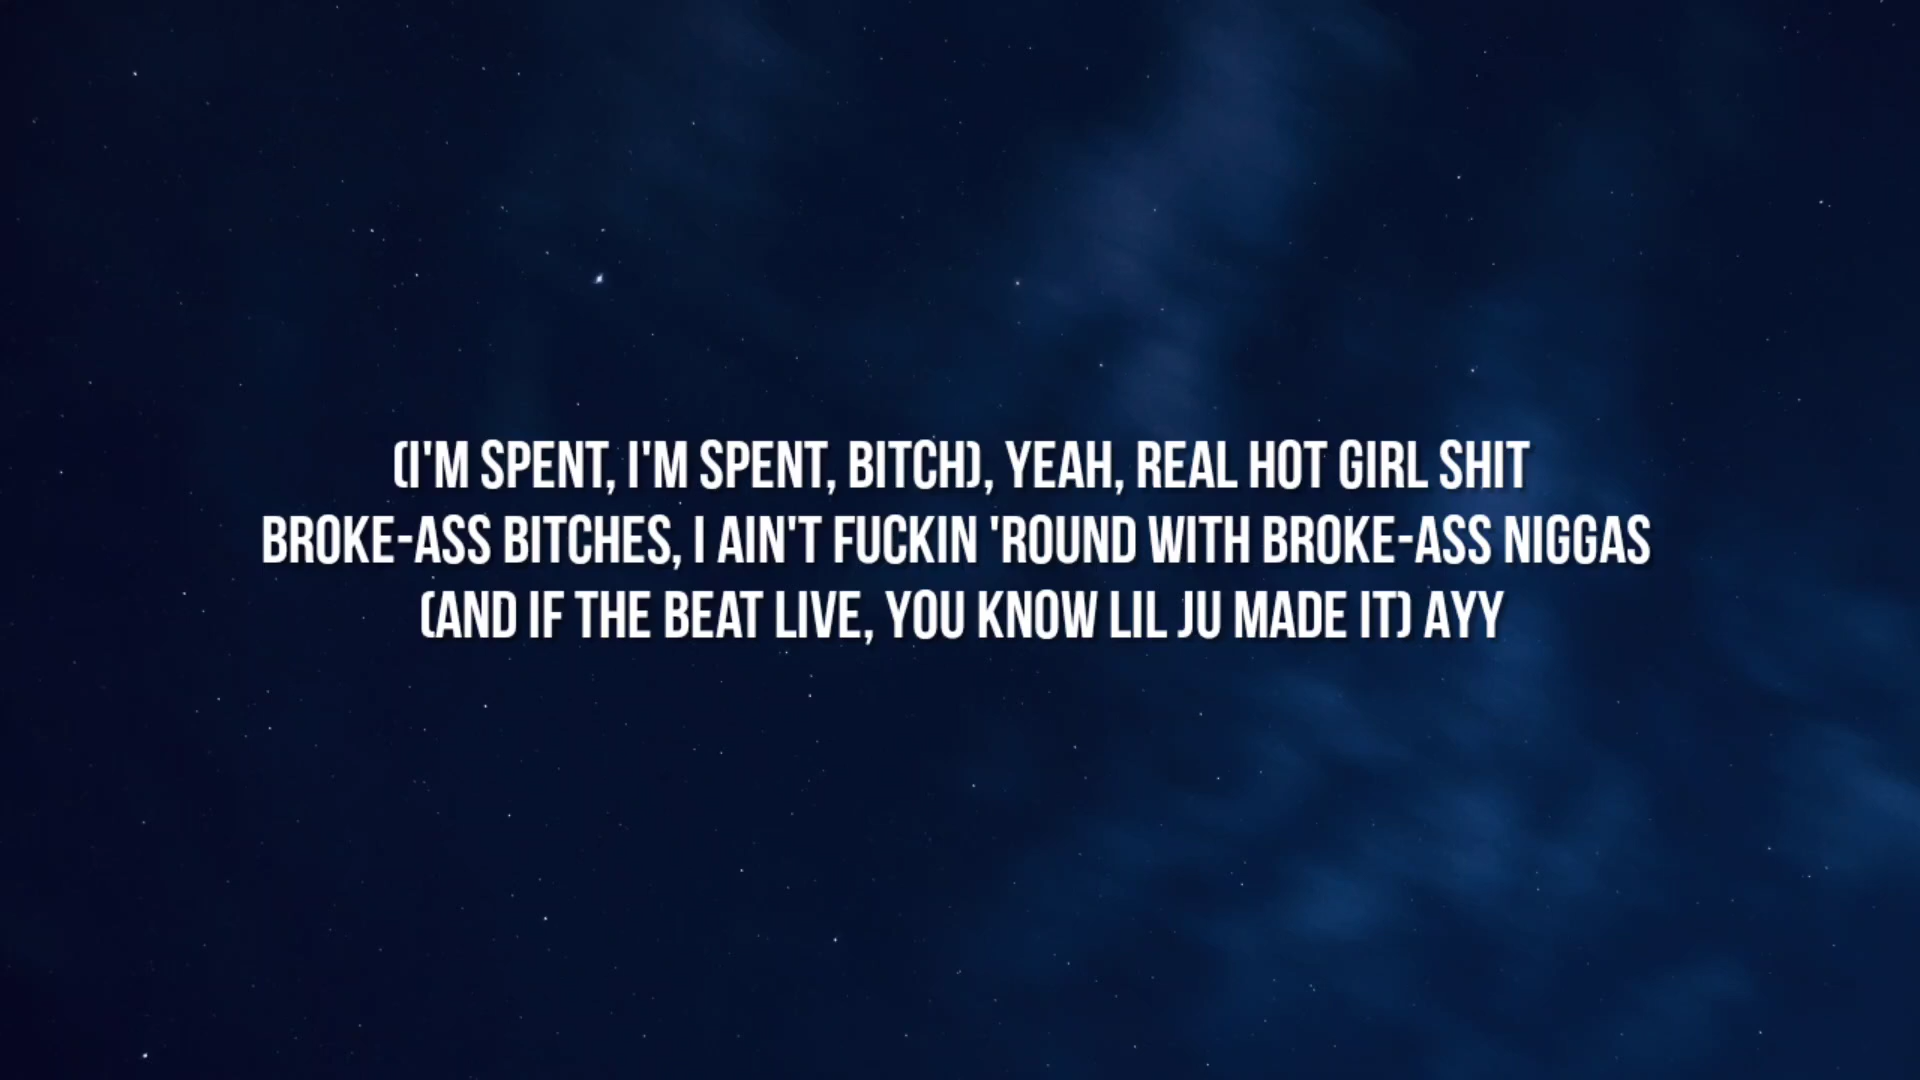 (I'M SPENT, I'M SPENT, BITCH), YEAH, REAL HOT GIRL SHIT
BROKE-ASS BITCHES, I AIN'T FUCKIN 'ROUND WITH BROKE-ASS NIGGAS
(AND IF THE BEAT LIVE, YOU KNOW LIL JU MADE IT) AYY